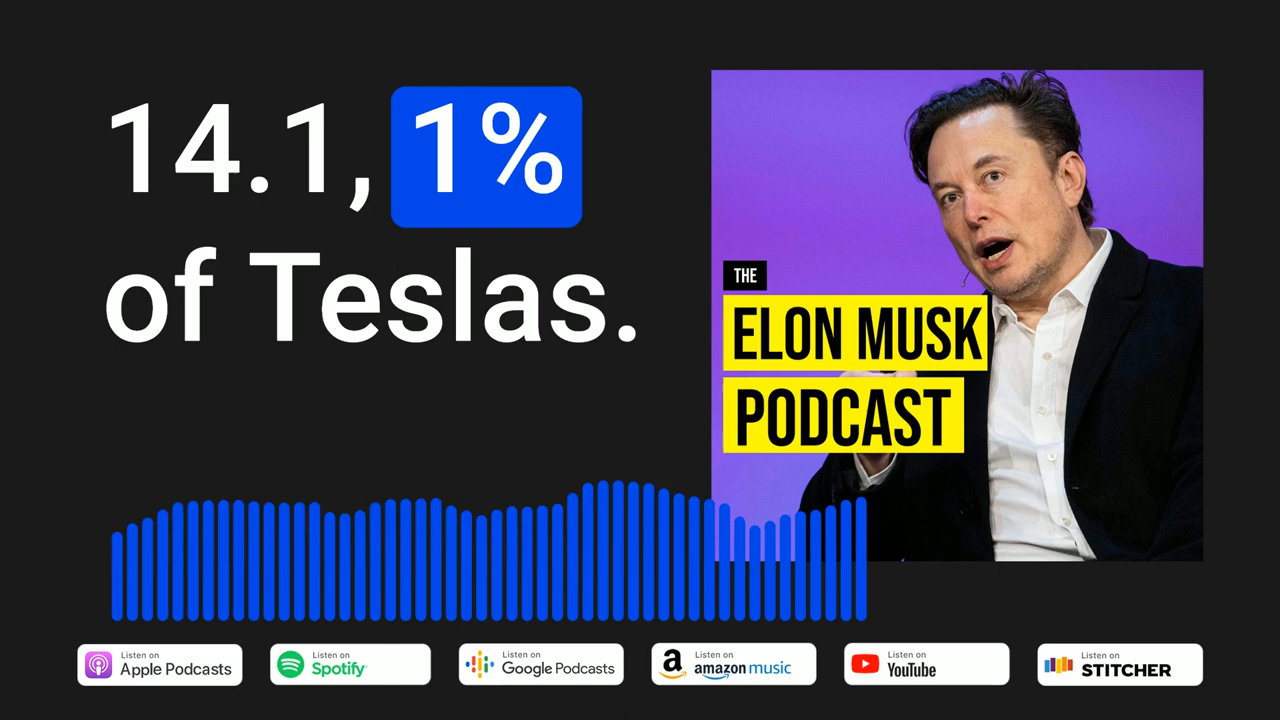 14.1, 1%
of Teslas.
THE
ELON MUSK
PODCAST
Listen on
Apple Podcasts
Listen on
Spotify
Listen on
Google Podcasts
a
Listen on
amazon music
Listen on
YouTube
Listen on
STITCHER